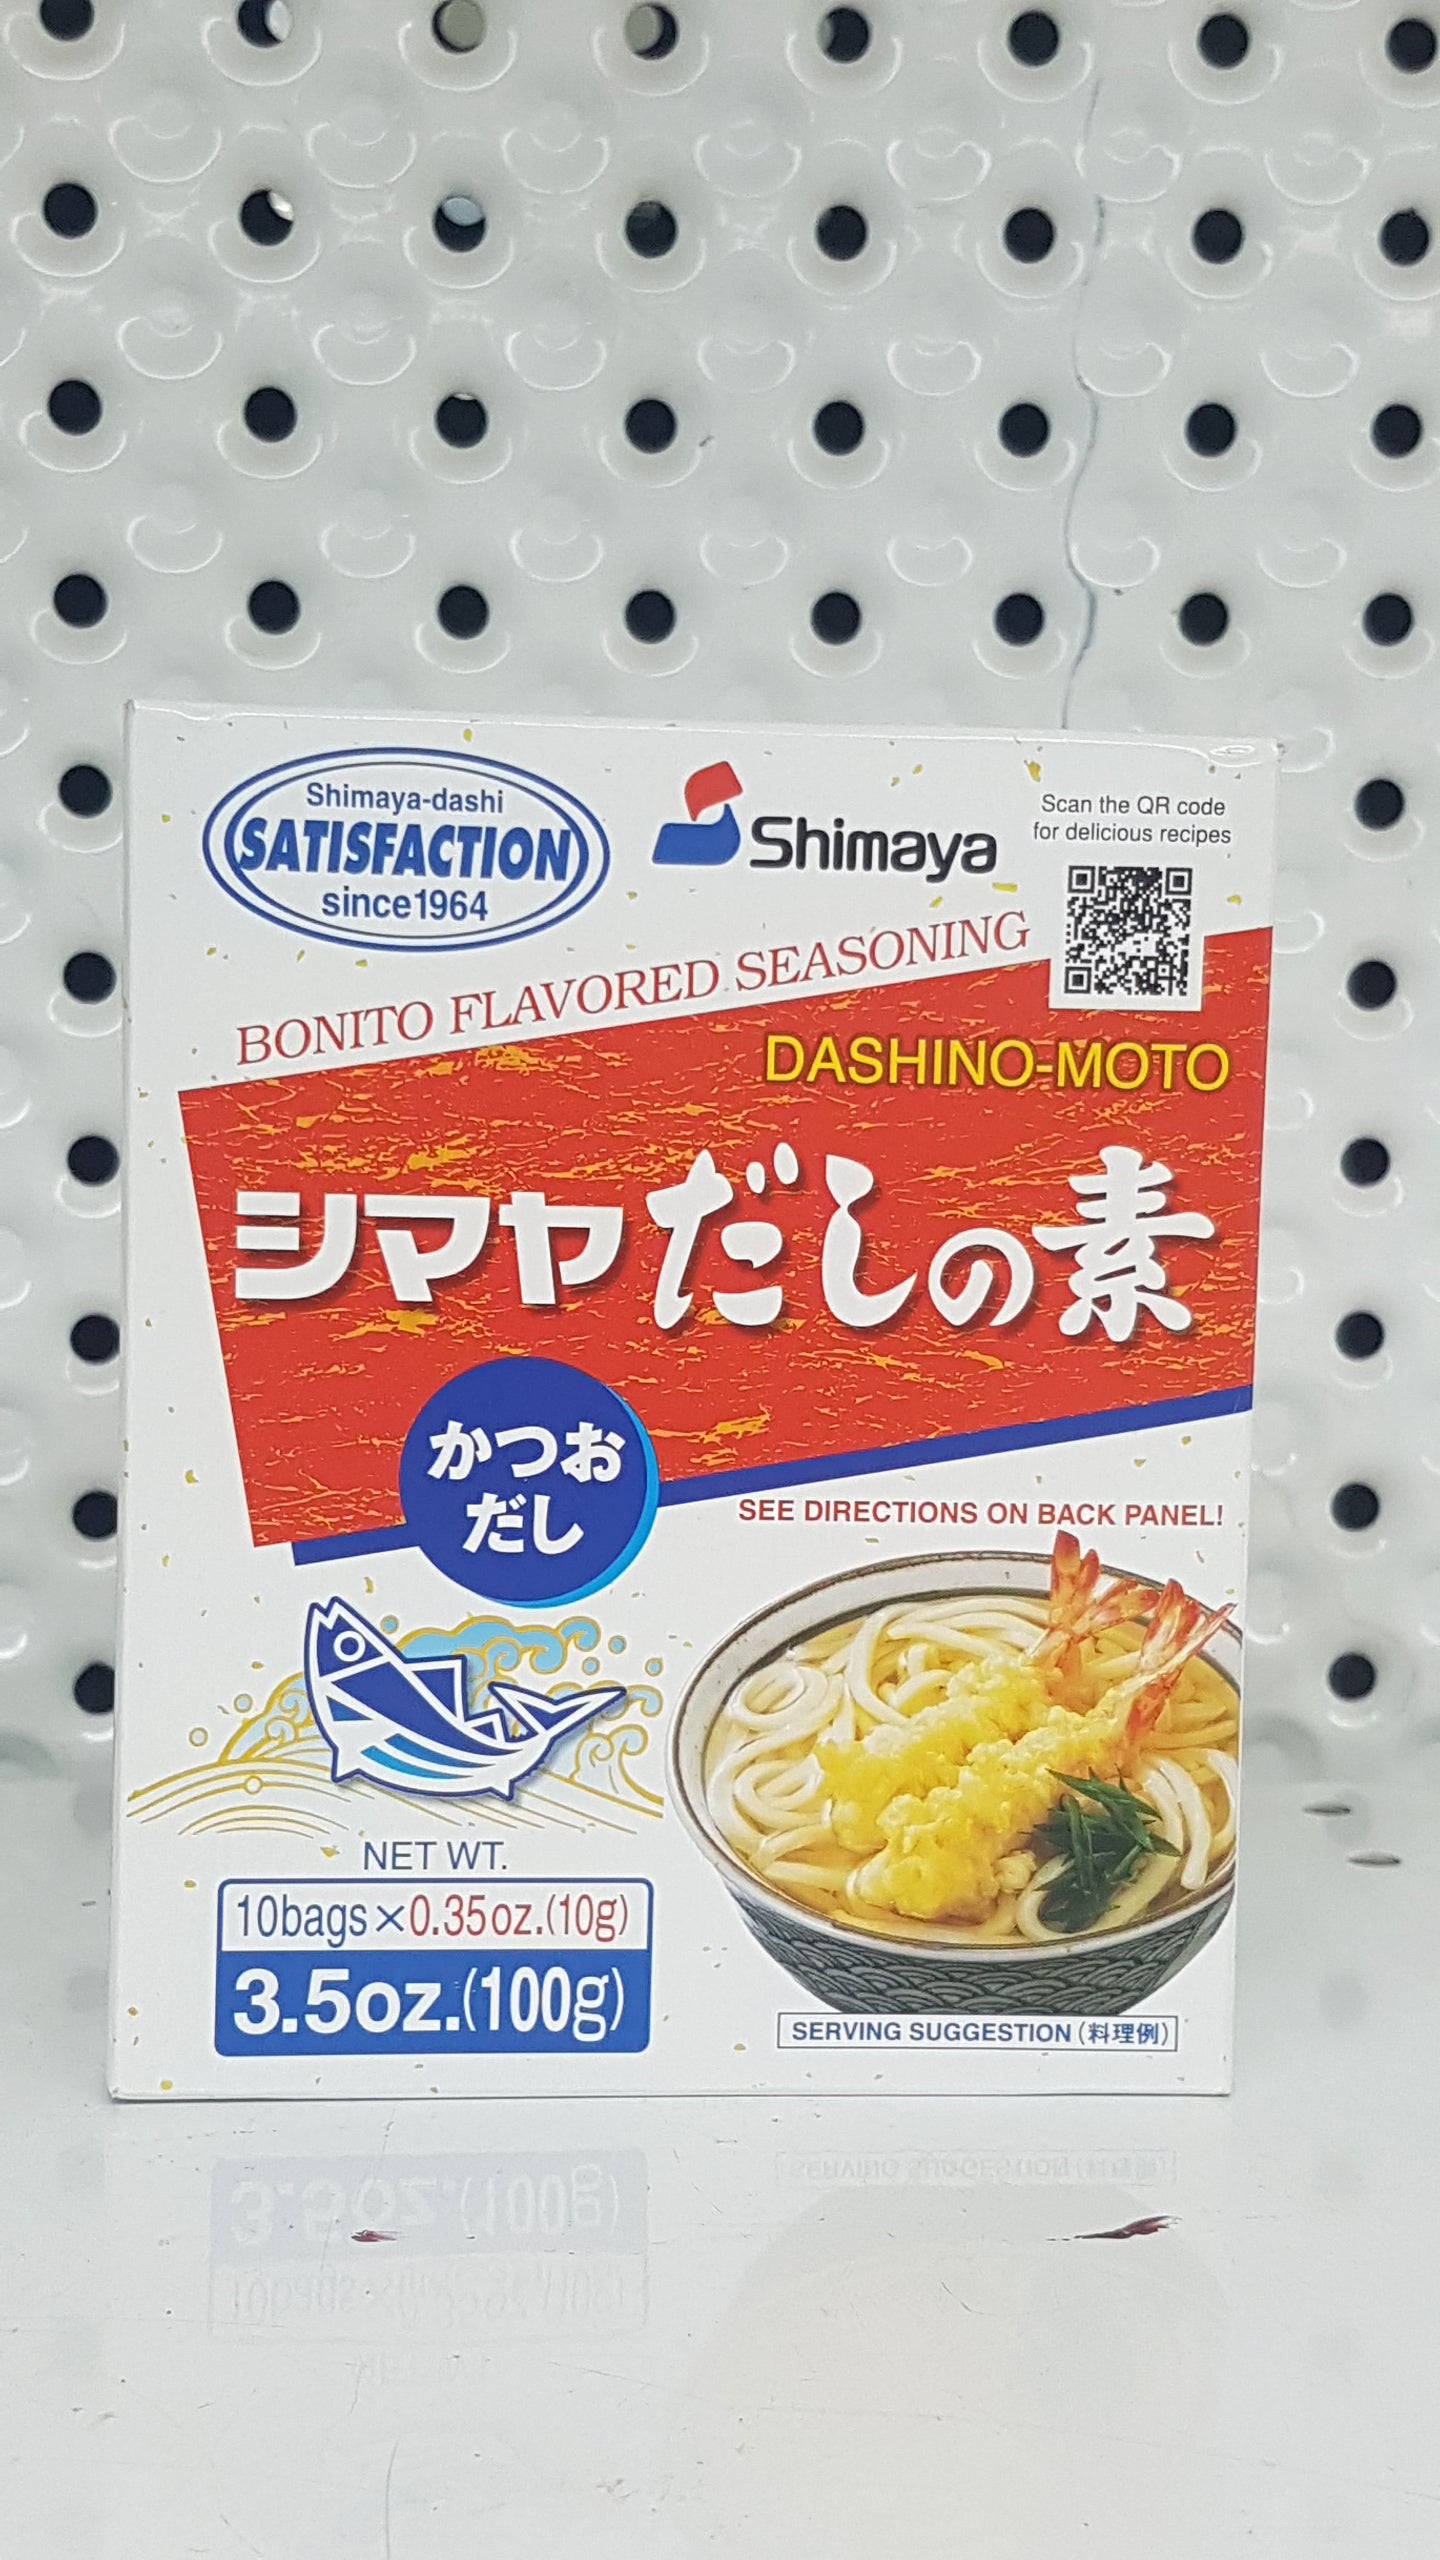 Shimaya-dashi
SATISFACTION
since1964
Shimaya
Scan the QR code
for delicious recipes
BONITO FLAVORED SEASONING
DASHINO-MOTO
シマヤだしの素
かつお
だし
SEE DIRECTIONS ON BACK PANEL!
NET WT.
10bags×0.35oz.(10g)
3.5oz.(100g)
SERVING SUGGESTION(料理例)